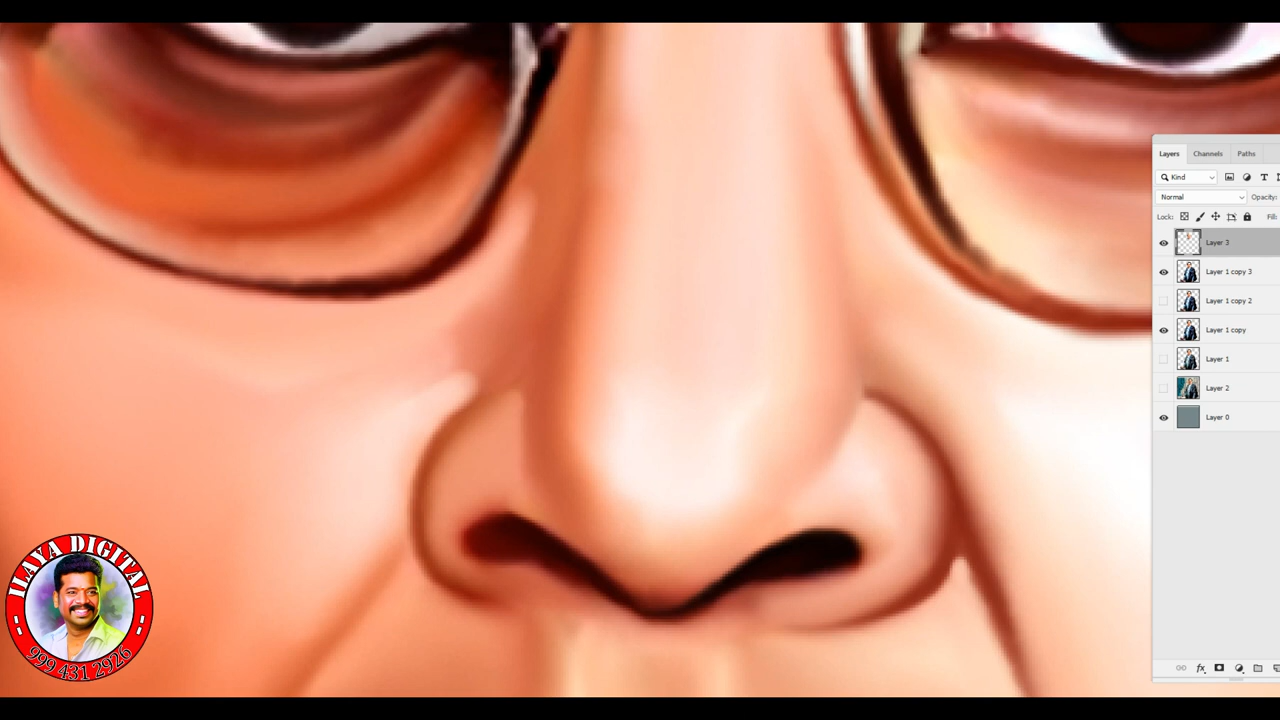 Layers Channels Paths
Kind
Normal Opacity:
Lock: Fill:
Layer 3
Layer 1 copy 3
Layer 1 copy 2
Layer 1 copy
Layer 1
Layer 2
Layer 0
fx
ILAYA DIGITAL
999 431 2926